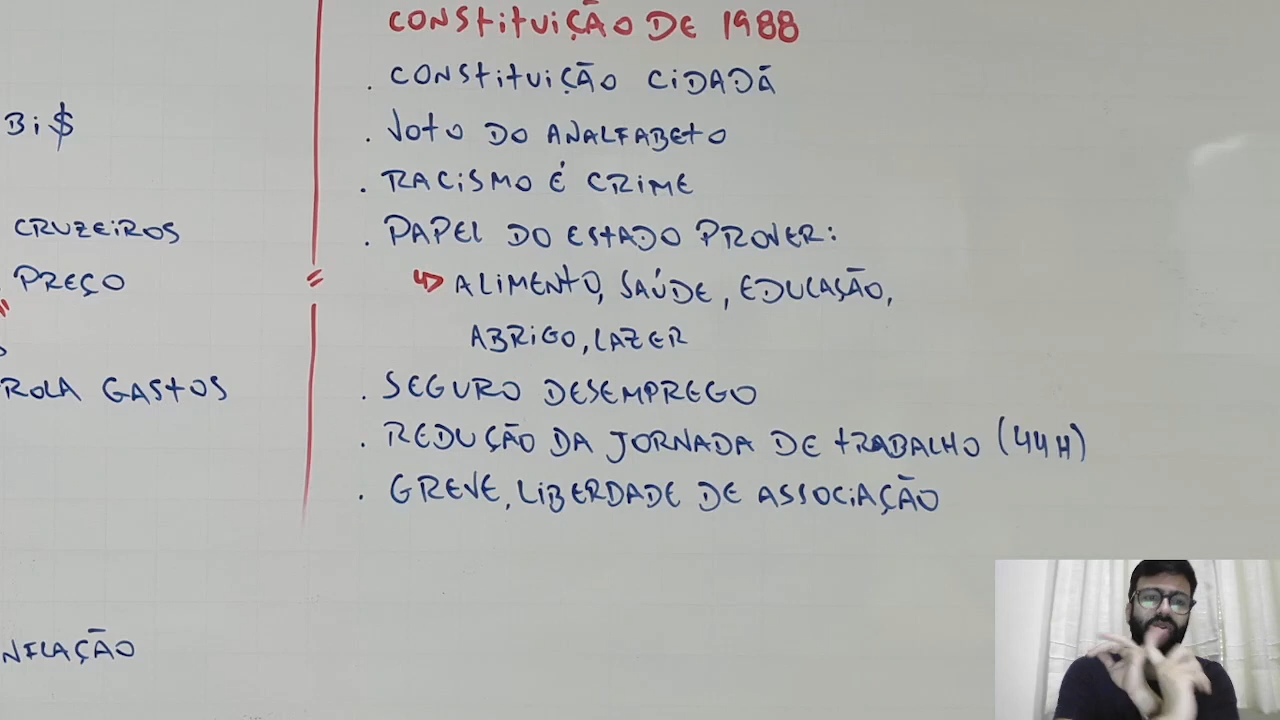 CONSTITUIÇÃO DE 1988
. CONSTITUIÇÃO CIDADÃ
. VOTO DO ANALFABETO
. RACISMO É CRIME
. PAPEL DO ESTADO PROVER:
↳ ALIMENTO, SAÚDE, EDUCAÇÃO,
ABRIGO, LAZER
. SEGURO DESEMPREGO
. REDUÇÃO DA JORNADA DE TRABALHO (44H)
. GREVE, LIBERDADE DE ASSOCIAÇÃO
BI$
CRUZEIROS
PREÇO
ROLA GASTOS
NFLAÇÃO